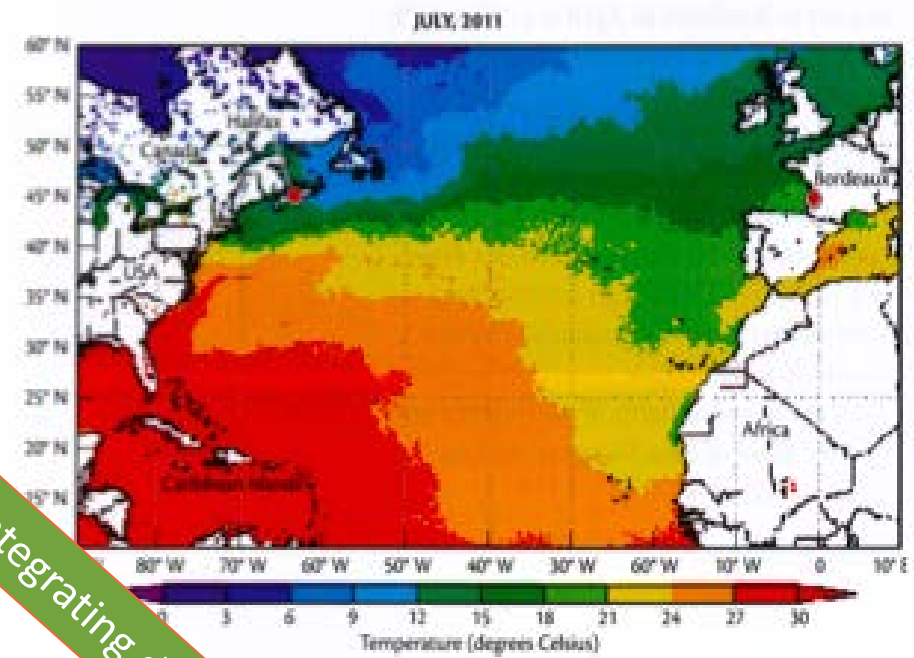 JULY, 2011
60° N
55° N
Halifax
50° N
Canada
Bordeaux
45° N
40° N
USA
35° N
30° N
25° N
Africa
20° N
Caribbean Islands
15° N
80° W 70° W 60° W 50° W 40° W 30° W 60° W 10° W 0 10° E
0 3 6 9 12 15 18 21 24 27 30
Temperature (degrees Celsius)
tegrating